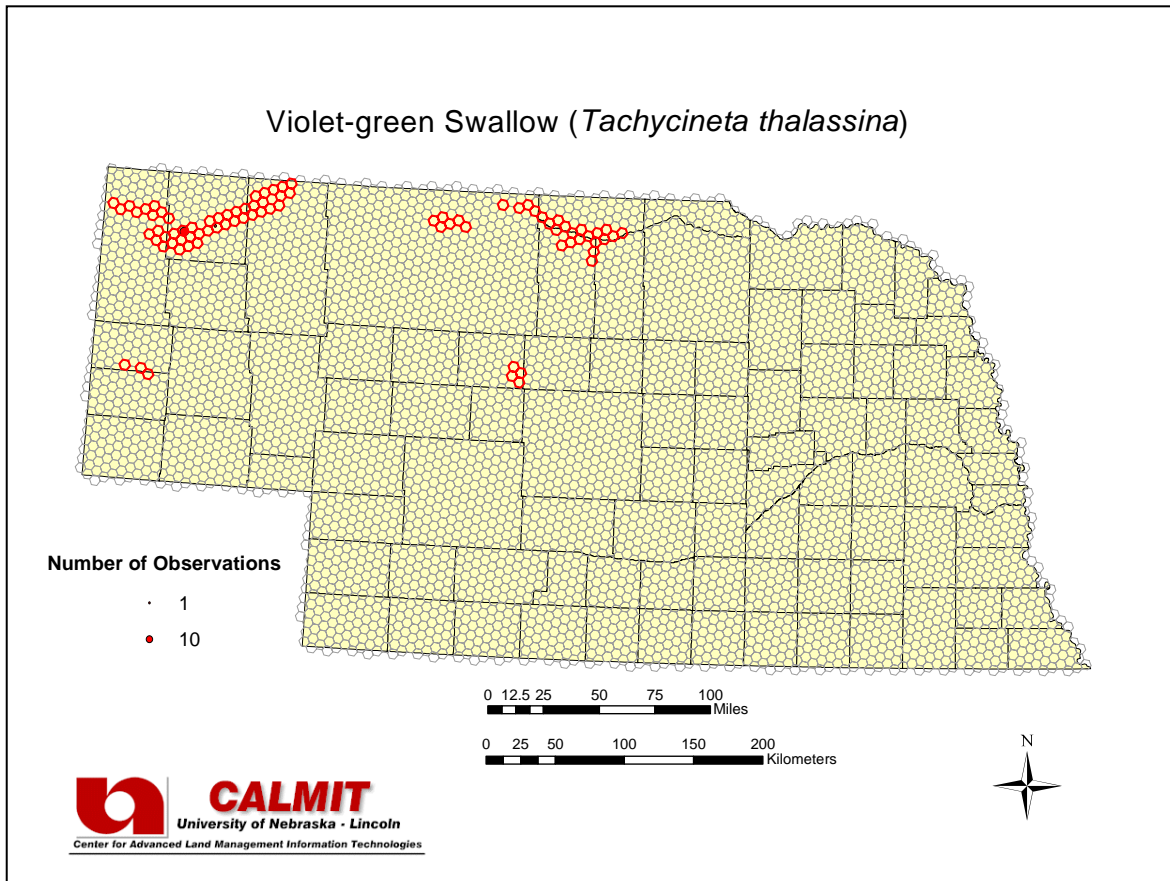 Violet-green Swallow (Tachycineta thalassina)
Number of Observations
1
10
0 12.5 25 50 75 100
Miles
0 25 50 100 150 200
Kilometers
N
CALMIT
University of Nebraska - Lincoln
Center for Advanced Land Management Information Technologies